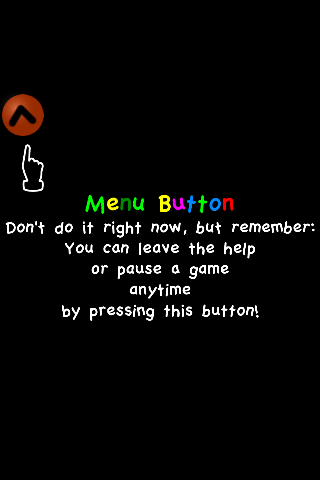 Menu Button
Don't do it right now, but remember:
You can leave the help
or pause a game
anytime
by pressing this button!